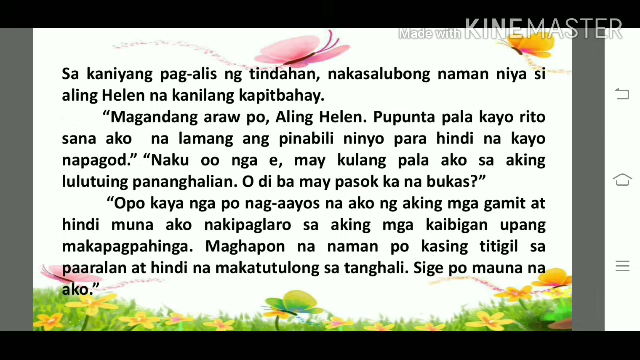 Made with KINEMASTER
Sa kaniyang pag-alis ng tindahan, nakasalubong naman niya si
aling Helen na kanilang kapitbahay.
“Magandang araw po, Aling Helen. Pupunta pala kayo rito
sana ako na lamang ang pinabili ninyo para hindi na kayo
napagod.” “Naku oo nga e, may kulang pala ako sa aking
lulutuing pananghalian. O di ba may pasok ka na bukas?”
“Opo kaya nga po nag-aayos na ako ng aking mga gamit at
hindi muna ako nakipaglaro sa aking mga kaibigan upang
makapagpahinga. Maghapon na naman po kasing titigil sa
paaralan at hindi na makatutulong sa tanghali. Sige po mauna na
ako.”